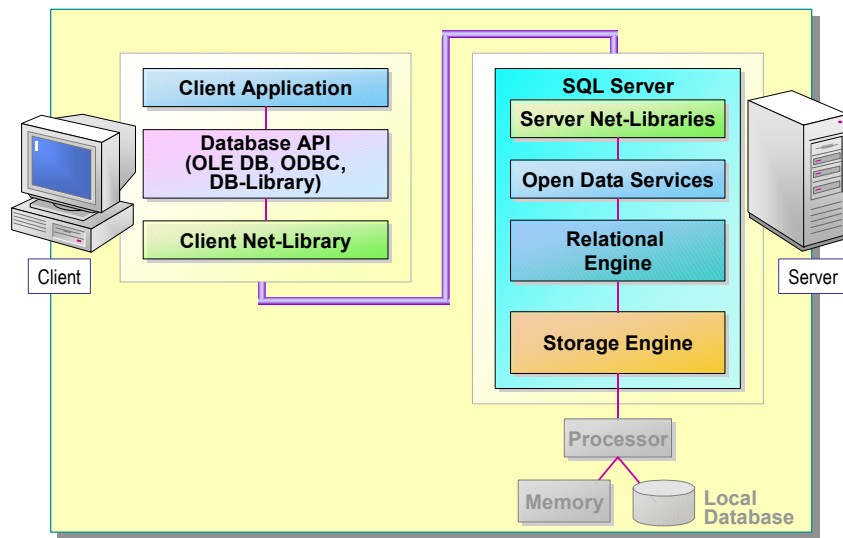 Client Application
Database API
(OLE DB, ODBC,
DB-Library)
Client Net-Library
Client
SQL Server
Server Net-Libraries
Open Data Services
Relational
Engine
Storage Engine
Server
Processor
Memory
Local
Database